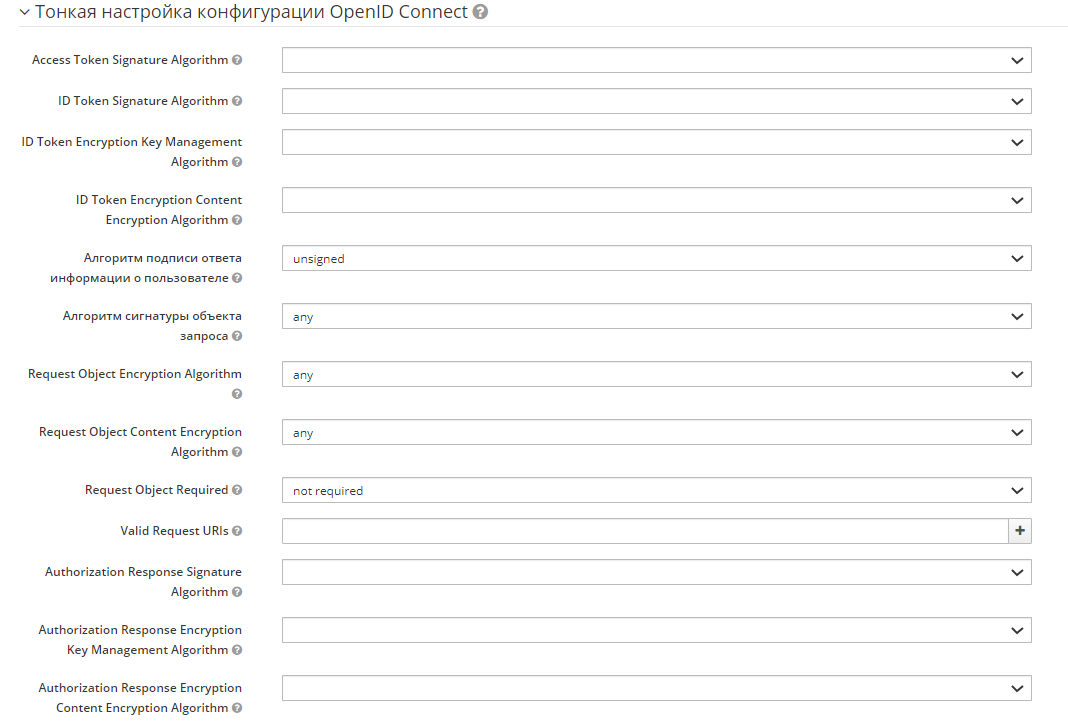 Тонкая настройка конфигурации OpenID Connect
Access Token Signature Algorithm
ID Token Signature Algorithm
ID Token Encryption Key Management
Algorithm
ID Token Encryption Content
Encryption Algorithm
Алгоритм подписи ответа
информации о пользователе
unsigned
Алгоритм сигнатуры объекта
запроса
any
Request Object Encryption Algorithm
any
Request Object Content Encryption
Algorithm
any
Request Object Required
not required
Valid Request URIs
Authorization Response Signature
Algorithm
Authorization Response Encryption
Key Management Algorithm
Authorization Response Encryption
Content Encryption Algorithm